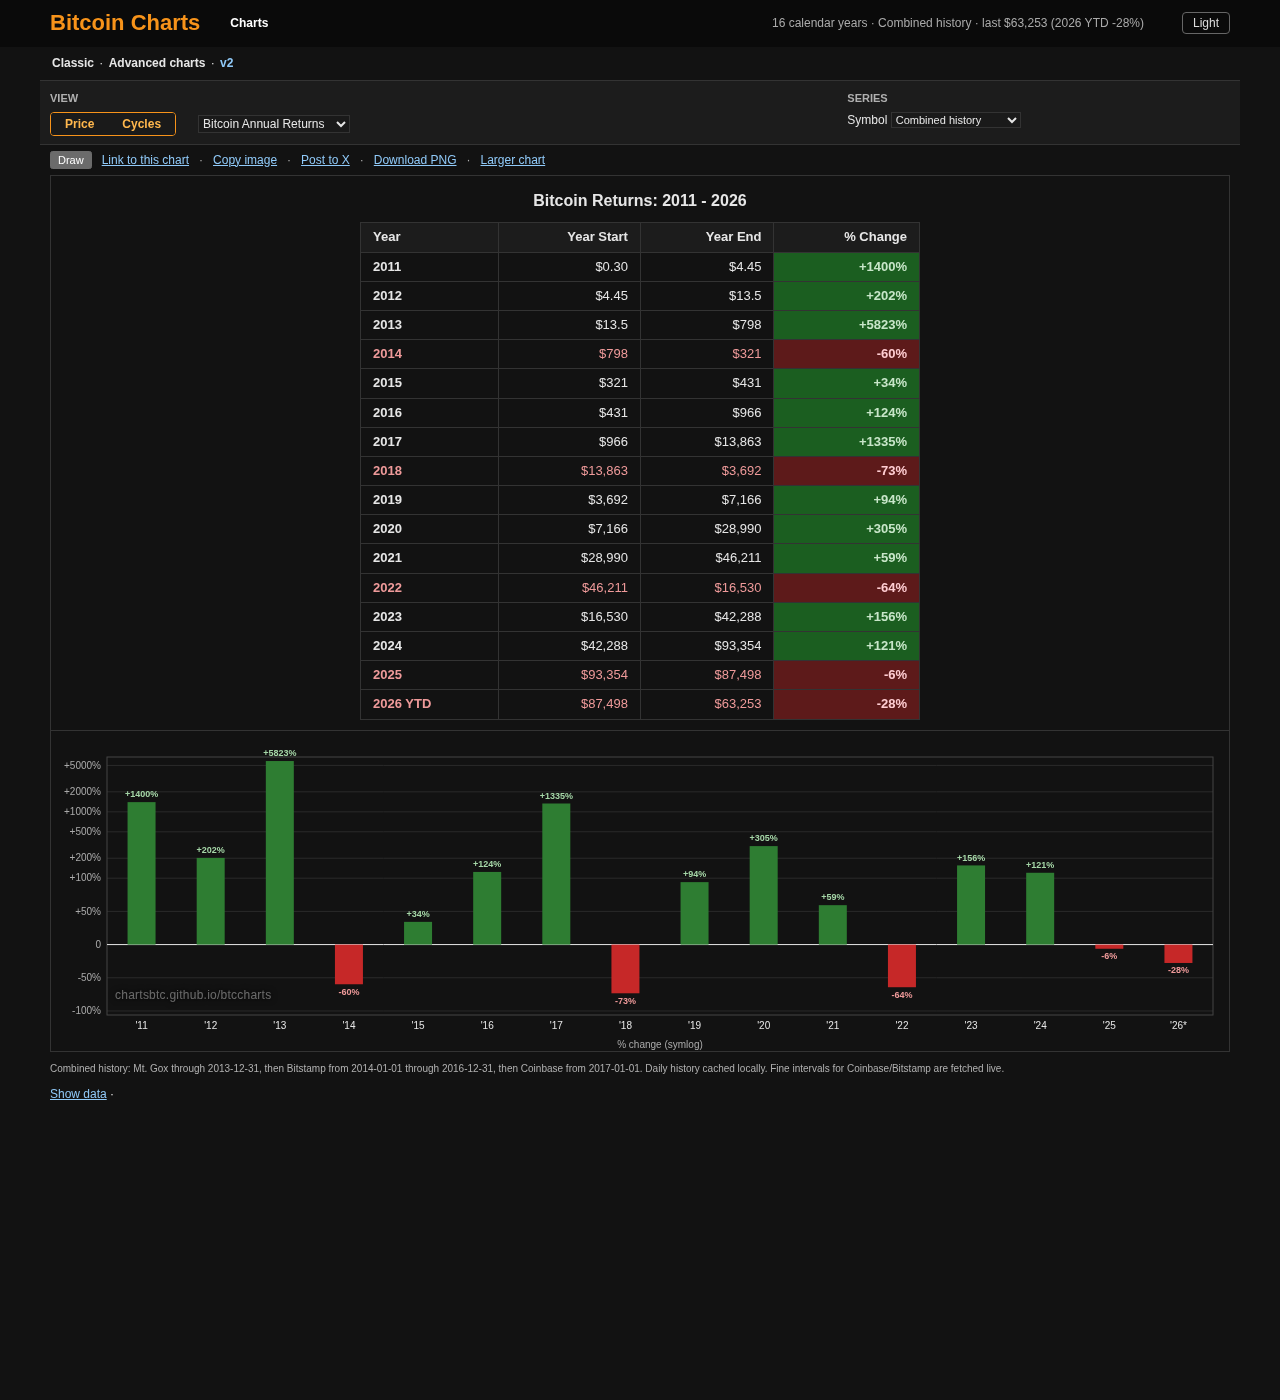 Bitcoin Charts Charts 16 calendar years · Combined history · last $63,253 (2026 YTD -28%) Light
Classic · Advanced charts · v2
VIEW SERIES
Price Cycles Bitcoin Annual Returns Symbol Combined history
Draw Link to this chart · Copy image · Post to X · Download PNG · Larger chart
Bitcoin Returns: 2011 - 2026
Year Year Start Year End % Change
2011 $0.30 $4.45 +1400%
2012 $4.45 $13.5 +202%
2013 $13.5 $798 +5823%
2014 $798 $321 -60%
2015 $321 $431 +34%
2016 $431 $966 +124%
2017 $966 $13,863 +1335%
2018 $13,863 $3,692 -73%
2019 $3,692 $7,166 +94%
2020 $7,166 $28,990 +305%
2021 $28,990 $46,211 +59%
2022 $46,211 $16,530 -64%
2023 $16,530 $42,288 +156%
2024 $42,288 $93,354 +121%
2025 $93,354 $87,498 -6%
2026 YTD $87,498 $63,253 -28%
+5823%
+5000%
+2000% +1400% +1335%
+1000%
+500% +305%
+200% +202% +124% +156% +121%
+100% +94%
+50% +34% +59%
0
-6%
-50% -28%
-60% -73% -64%
chartsbtc.github.io/btccharts
-100%
'11 '12 '13 '14 '15 '16 '17 '18 '19 '20 '21 '22 '23 '24 '25 '26*
% change (symlog)
Combined history: Mt. Gox through 2013-12-31, then Bitstamp from 2014-01-01 through 2016-12-31, then Coinbase from 2017-01-01. Daily history cached locally. Fine intervals for Coinbase/Bitstamp are fetched live.
Show data ·